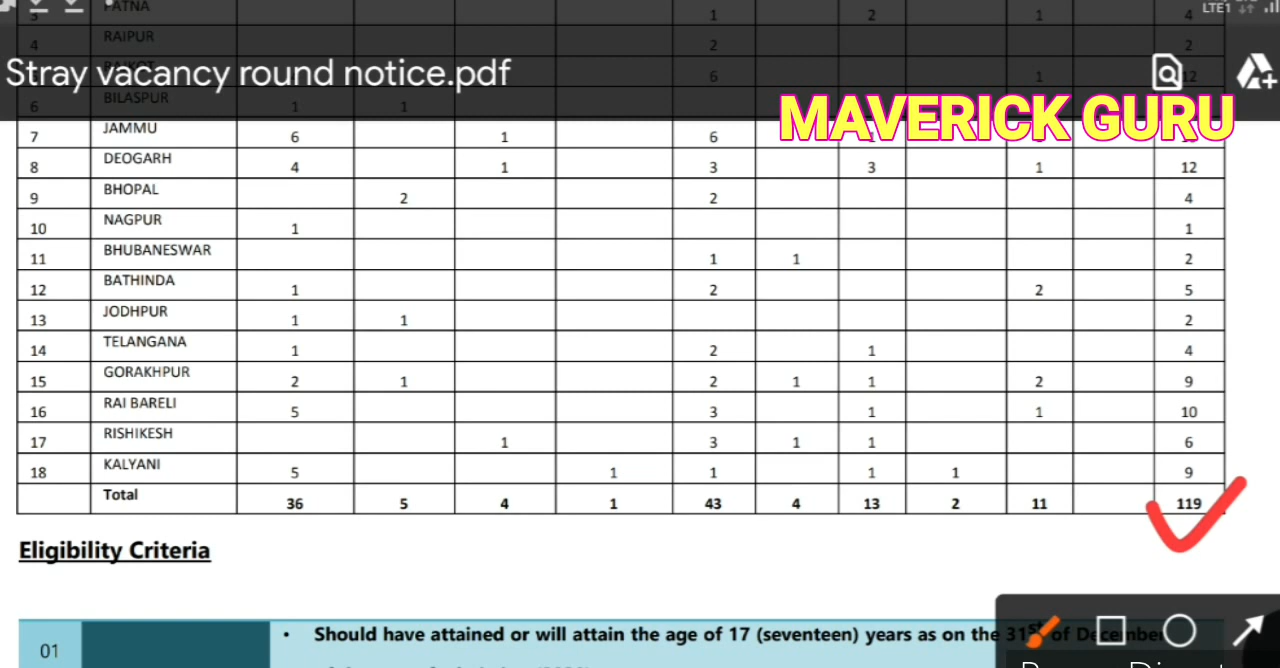 3 PATNA 1 2 1 4
LTE1
4 RAIPUR 2 2
Stray vacancy round notice.pdf
6 1 12
6 BILASPUR 1 1
MAVERICK GURU
7 JAMMU 6 1 6
8 DEOGARH 4 1 3 3 1 12
9 BHOPAL 2 2 4
10 NAGPUR 1 1
11 BHUBANESWAR 1 1 2
12 BATHINDA 1 2 2 5
13 JODHPUR 1 1 2
14 TELANGANA 1 2 1 4
15 GORAKHPUR 2 1 2 1 1 2 9
16 RAI BARELI 5 3 1 1 10
17 RISHIKESH 1 3 1 1 6
18 KALYANI 5 1 1 1 1 9
Total 36 5 4 1 43 4 13 2 11 119
Eligibility Criteria
01 • Should have attained or will attain the age of 17 (seventeen) years as on the 31st of December